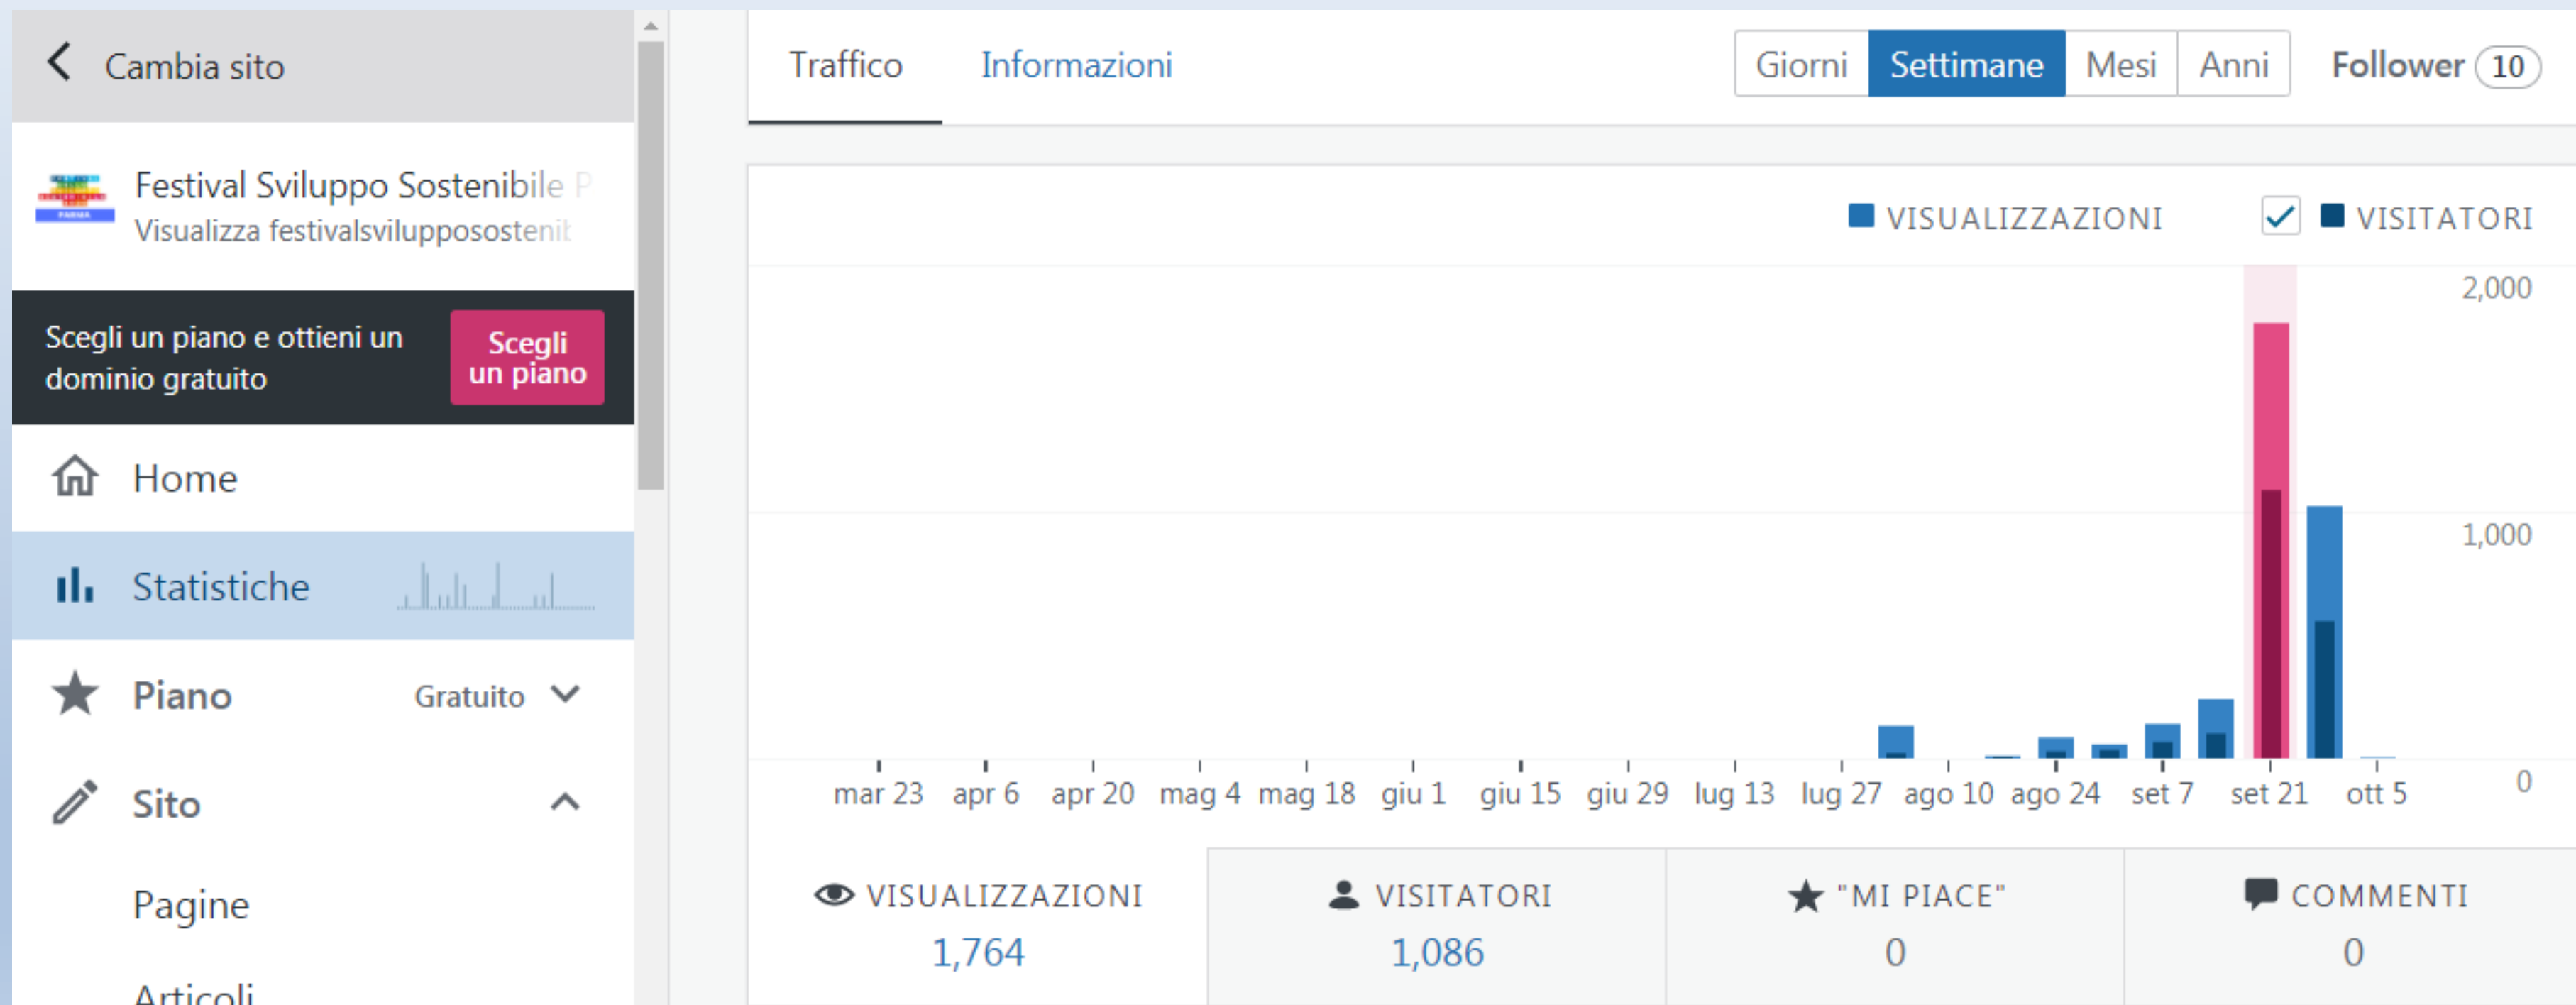 Cambia sito
Festival Sviluppo Sostenibile P
Visualizza festivalsvilupposostenib
PARMA
Scegli un piano e ottieni un
dominio gratuito
Scegli
un piano
Home
Statistiche
Piano Gratuito
Sito
Pagine
Articoli
Traffico Informazioni Giorni Settimane Mesi Anni Follower 10
VISUALIZZAZIONI VISITATORI
2,000
1,000
0
mar 23 apr 6 apr 20 mag 4 mag 18 giu 1 giu 15 giu 29 lug 13 lug 27 ago 10 ago 24 set 7 set 21 ott 5
VISUALIZZAZIONI VISITATORI "MI PIACE" COMMENTI
1,764 1,086 0 0